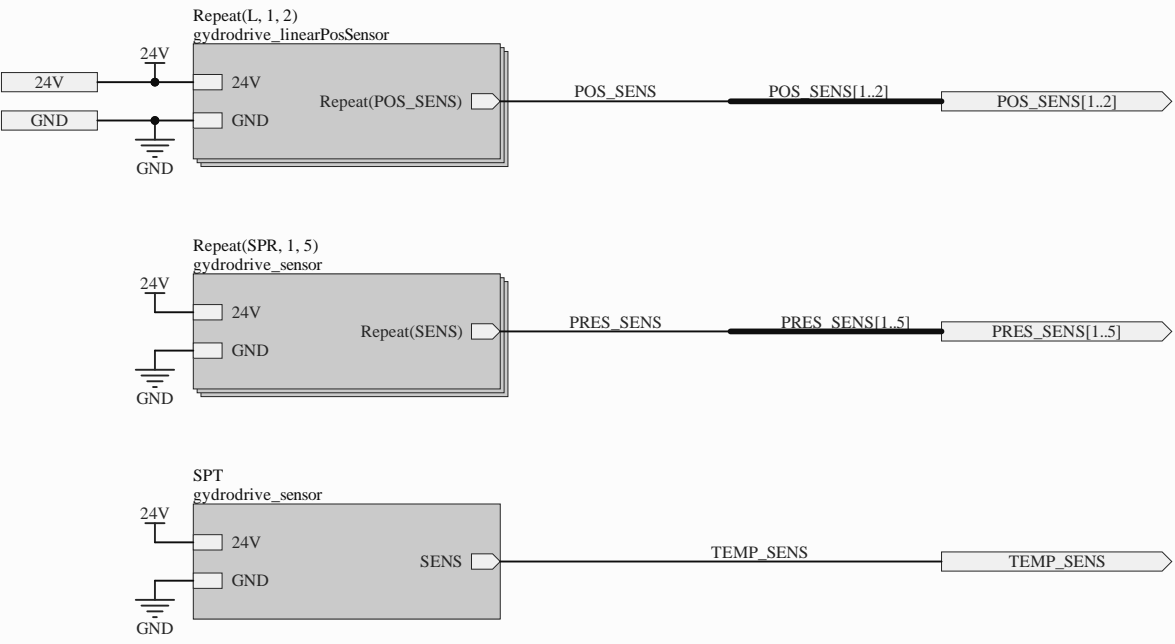 Repeat(L, 1, 2)
gydrodrive_linearPosSensor
24V
24V
24V
Repeat(POS_SENS)
POS_SENS
POS_SENS[1..2]
POS_SENS[1..2]
GND
GND
GND
Repeat(SPR, 1, 5)
gydrodrive_sensor
24V
24V
Repeat(SENS)
PRES_SENS
PRES_SENS[1..5]
PRES_SENS[1..5]
GND
GND
SPT
gydrodrive_sensor
24V
24V
SENS
TEMP_SENS
TEMP_SENS
GND
GND